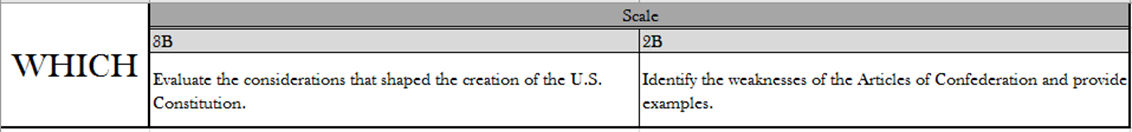 Scale
WHICH
3B
2B
Evaluate the considerations that shaped the creation of the U.S.
Constitution.
Identify the weaknesses of the Articles of Confederation and provide
examples.